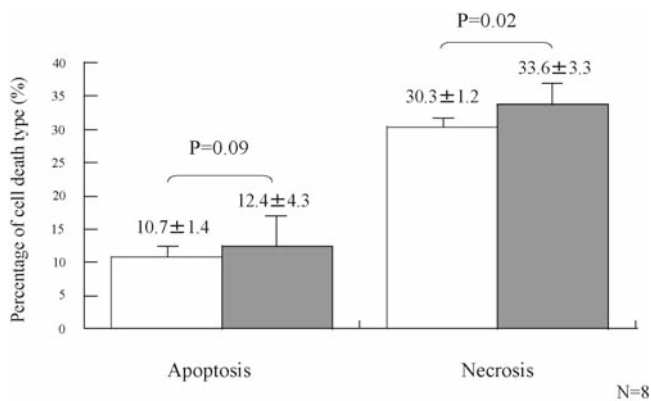 P=0.02
40
33.6±3.3
35
30.3±1.2
30
25
P=0.09
20
12.4±4.3
15
10.7±1.4
10
5
0
Percentage of cell death type (%)
Apoptosis
Necrosis
N=8